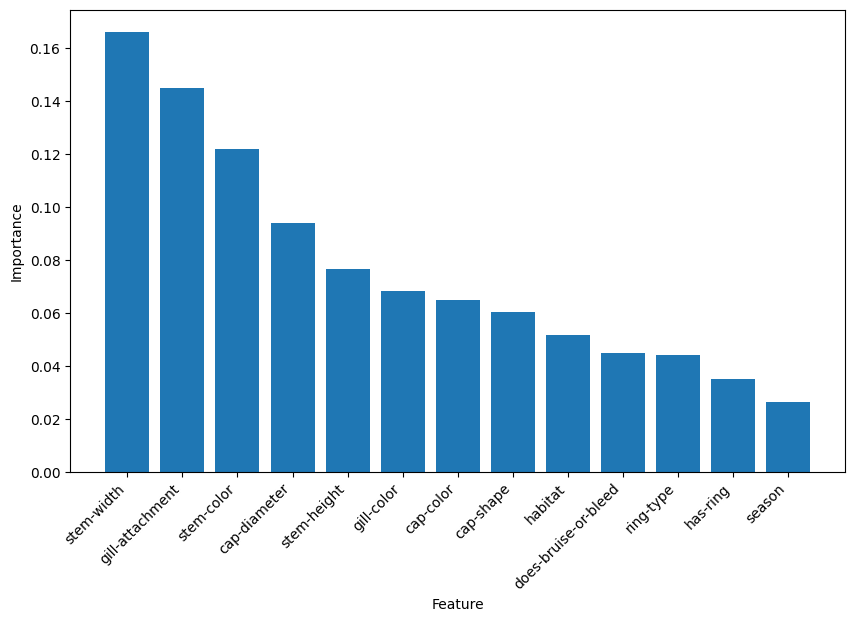 0.16
0.14
0.12
0.10
0.08
0.06
0.04
0.02
0.00
Importance
stem-width
gill-attachment
stem-color
cap-diameter
stem-height
gill-color
cap-color
cap-shape
habitat
does-bruise-or-bleed
ring-type
has-ring
season
Feature